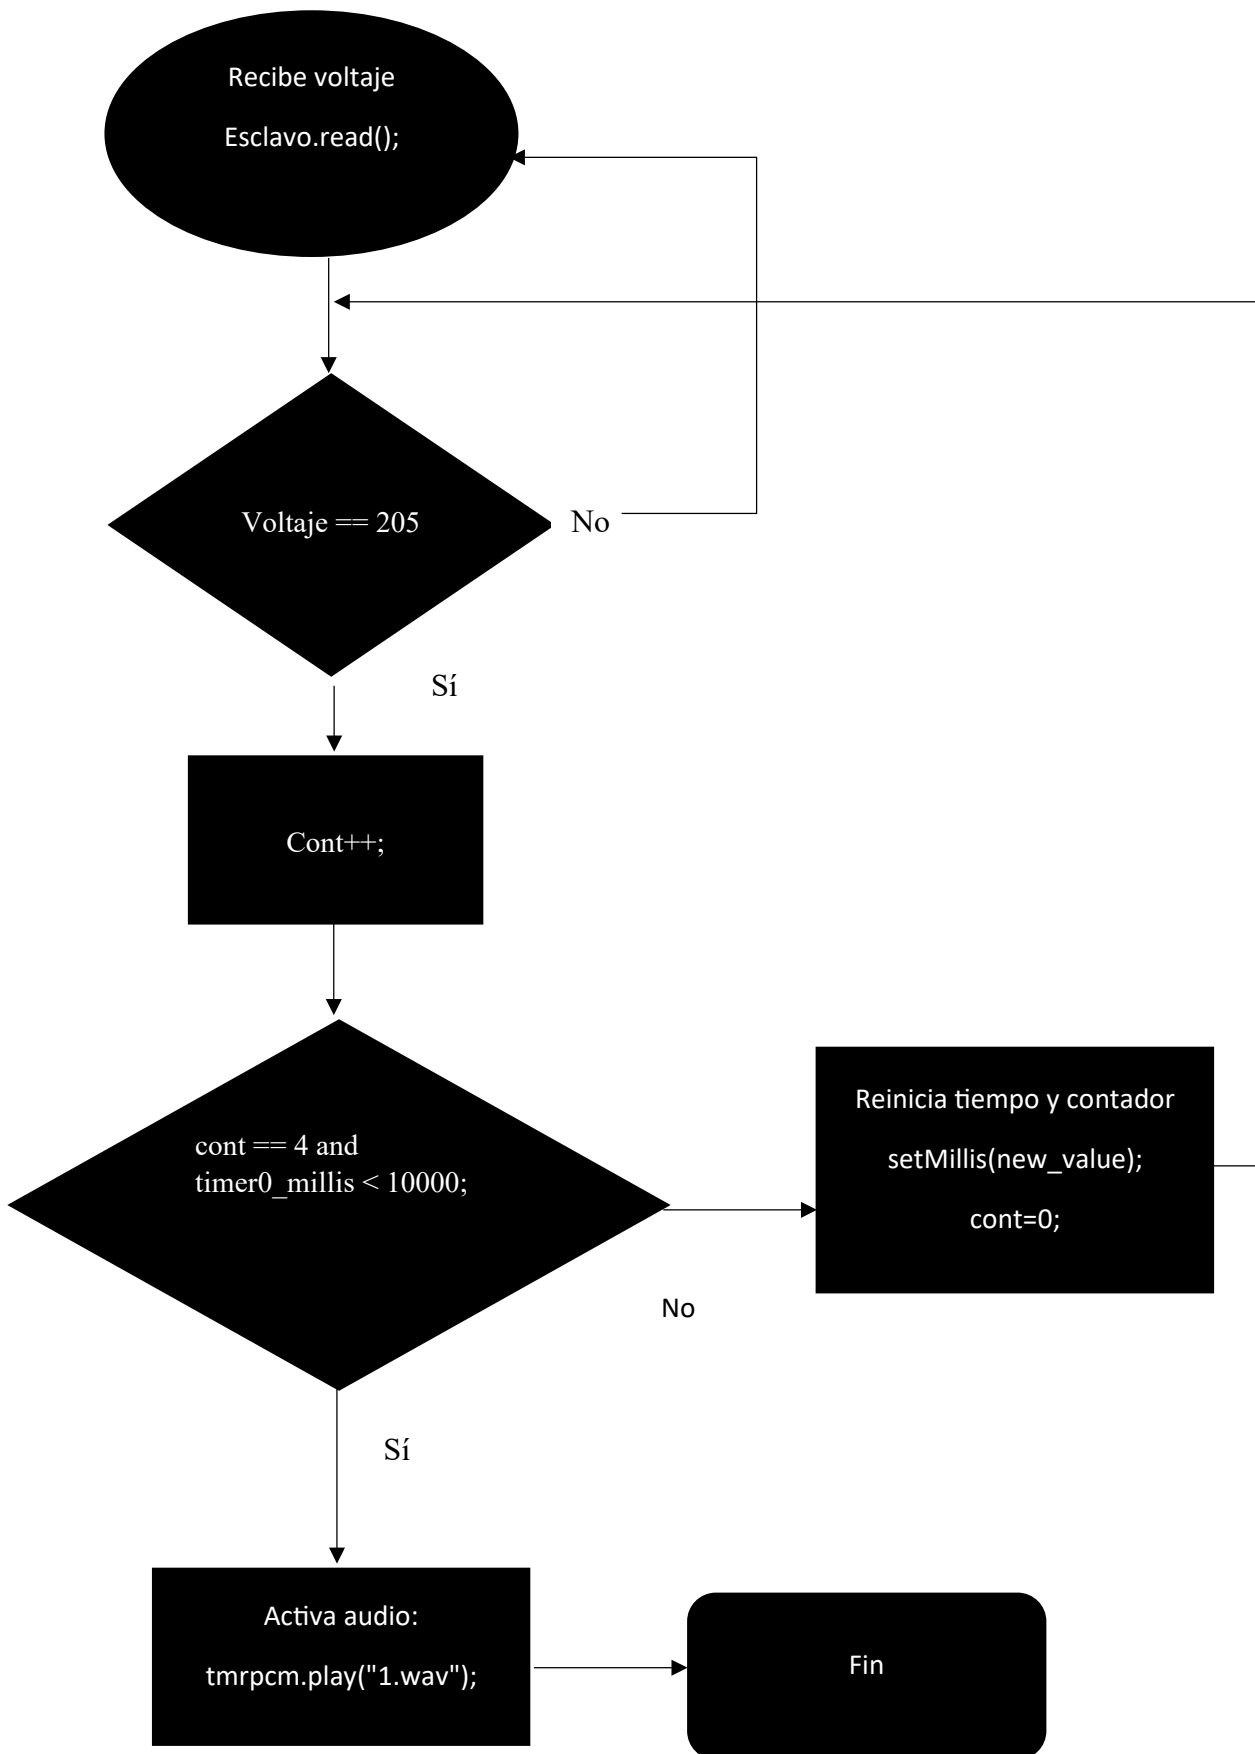 Recibe voltaje
Esclavo.read();
Voltaje == 205
No
Sí
Cont++;
cont == 4 and
timer0_millis < 10000;
Reinicia tiempo y contador
setMillis(new_value);
cont=0;
No
Sí
Activa audio:
tmrpcm.play("1.wav");
Fin